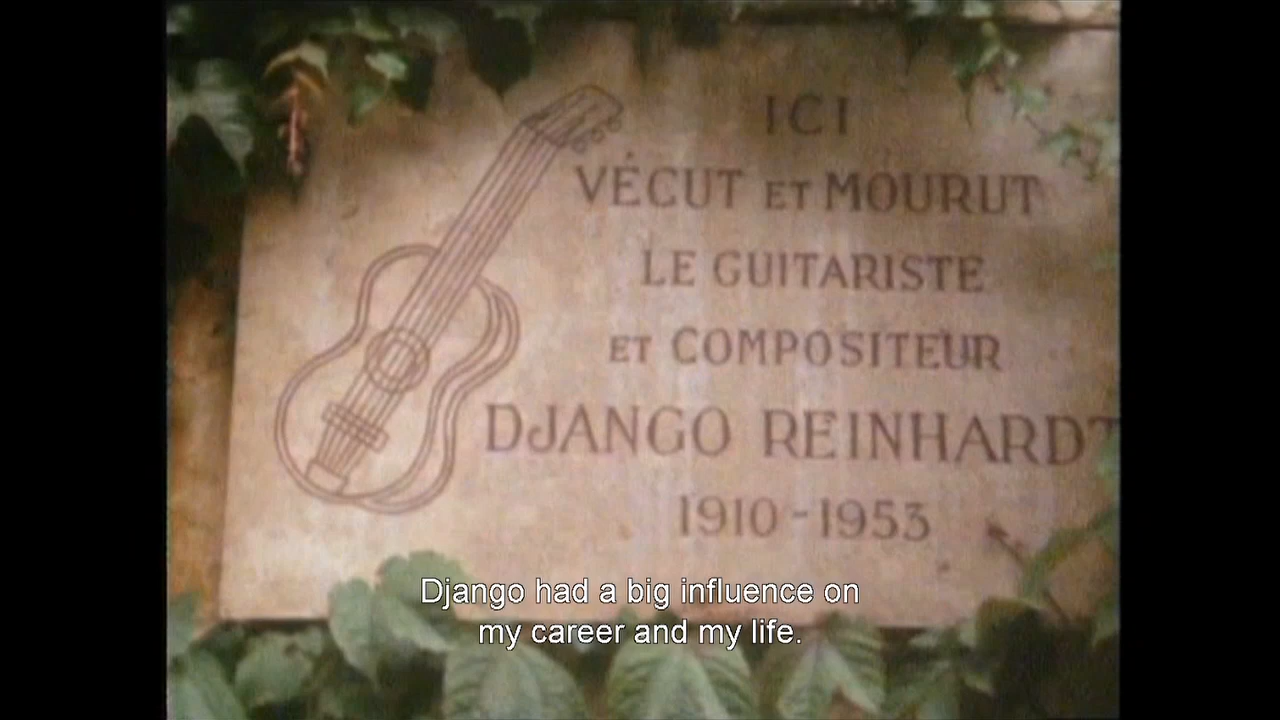 ICI
VÉCUT ET MOURUT
LE GUITARISTE
ET COMPOSITEUR
DJANGO REINHARDT
1910-1953
Django had a big influence on
my career and my life.